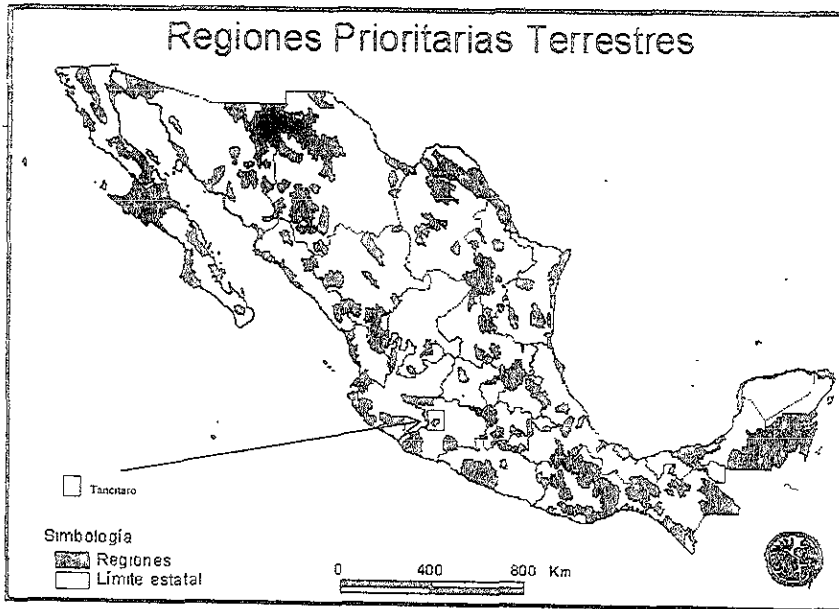 Regiones Prioritarias Terrestres
Tancitaro
Simbología
Regiones
Límite estatal
0 400 800 Km